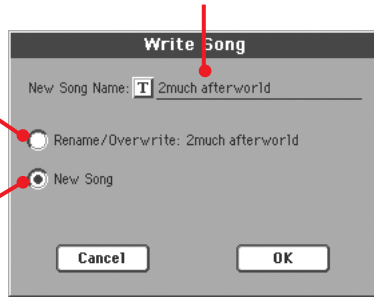 Write Song
New Song Name: T 2much afterworld
Rename/Overwrite: 2much afterworld
New Song
Cancel OK